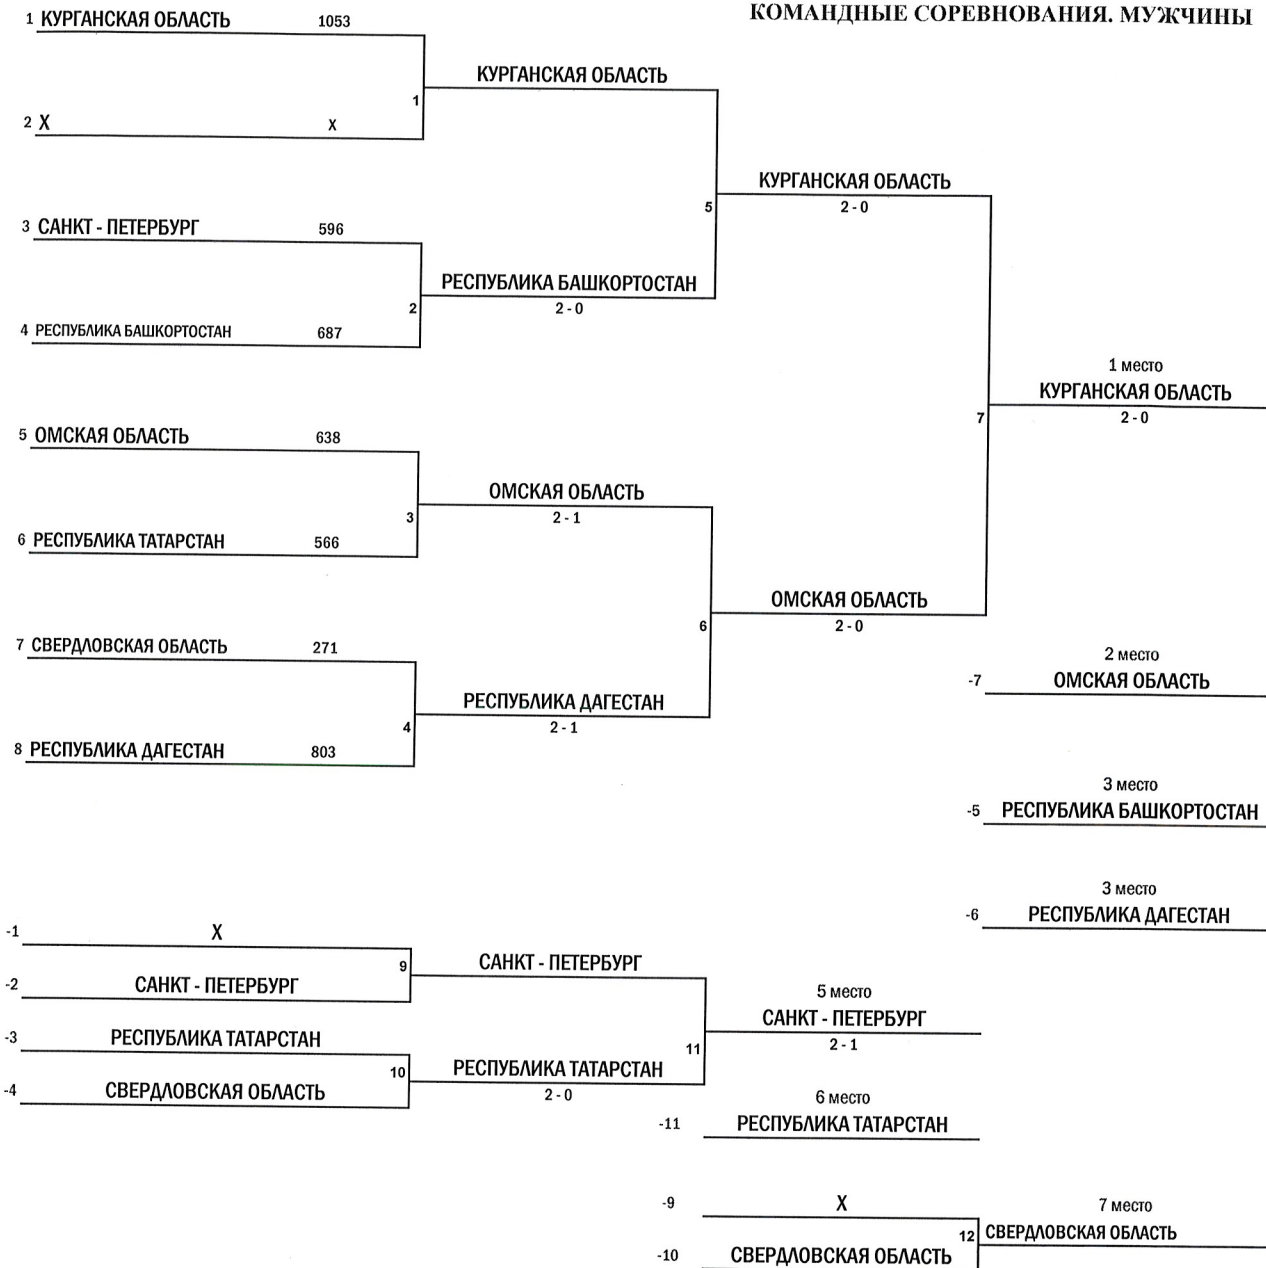 КОМАНДНЫЕ СОРЕВНОВАНИЯ. МУЖЧИНЫ
1 КУРГАНСКАЯ ОБЛАСТЬ 1053
КУРГАНСКАЯ ОБЛАСТЬ
1
2 X X
КУРГАНСКАЯ ОБЛАСТЬ
5
2 - 0
3 САНКТ - ПЕТЕРБУРГ 596
РЕСПУБЛИКА БАШКОРТОСТАН
2
2 - 0
4 РЕСПУБЛИКА БАШКОРТОСТАН 687
1 место
КУРГАНСКАЯ ОБЛАСТЬ
7
2 - 0
5 ОМСКАЯ ОБЛАСТЬ 638
ОМСКАЯ ОБЛАСТЬ
3
2 - 1
6 РЕСПУБЛИКА ТАТАРСТАН 566
ОМСКАЯ ОБЛАСТЬ
6
2 - 0
7 СВЕРДЛОВСКАЯ ОБЛАСТЬ 271
2 место
-7 ОМСКАЯ ОБЛАСТЬ
РЕСПУБЛИКА ДАГЕСТАН
4
2 - 1
8 РЕСПУБЛИКА ДАГЕСТАН 803
3 место
-5 РЕСПУБЛИКА БАШКОРТОСТАН
3 место
-6 РЕСПУБЛИКА ДАГЕСТАН
-1 X
9
САНКТ - ПЕТЕРБУРГ
-2 САНКТ - ПЕТЕРБУРГ
5 место
САНКТ - ПЕТЕРБУРГ
11
2 - 1
-3 РЕСПУБЛИКА ТАТАРСТАН
10
РЕСПУБЛИКА ТАТАРСТАН
2 - 0
-4 СВЕРДЛОВСКАЯ ОБЛАСТЬ
6 место
-11 РЕСПУБЛИКА ТАТАРСТАН
-9 X
7 место
12 СВЕРДЛОВСКАЯ ОБЛАСТЬ
-10 СВЕРДЛОВСКАЯ ОБЛАСТЬ